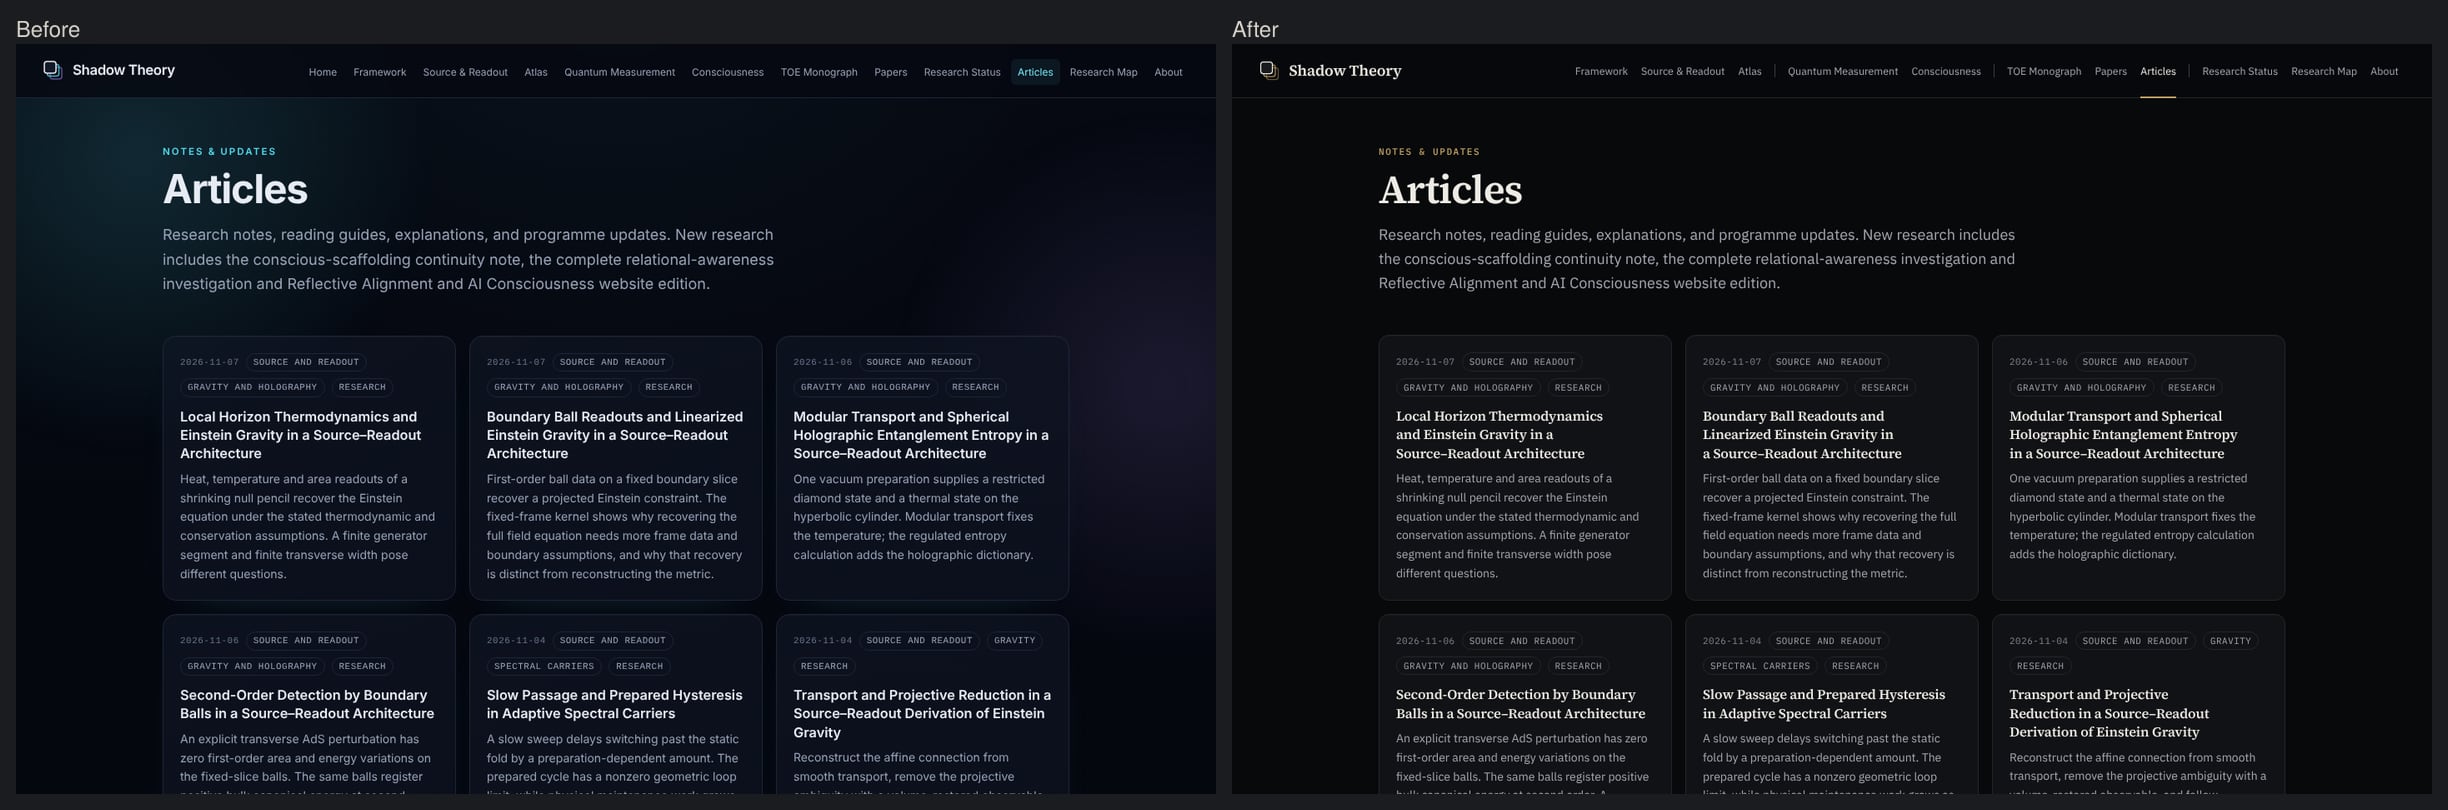 Before
Shadow Theory
Home Framework Source & Readout Atlas Quantum Measurement Consciousness TOE Monograph Papers Research Status Articles Research Map About
NOTES & UPDATES
Articles
Research notes, reading guides, explanations, and programme updates. New research
includes the conscious-scaffolding continuity note, the complete relational-awareness
investigation and Reflective Alignment and AI Consciousness website edition.
2026-11-07 SOURCE AND READOUT
GRAVITY AND HOLOGRAPHY RESEARCH
Local Horizon Thermodynamics and
Einstein Gravity in a Source–Readout
Architecture
Heat, temperature and area readouts of a
shrinking null pencil recover the Einstein
equation under the stated thermodynamic and
conservation assumptions. A finite generator
segment and finite transverse width pose
different questions.
2026-11-07 SOURCE AND READOUT
GRAVITY AND HOLOGRAPHY RESEARCH
Boundary Ball Readouts and Linearized
Einstein Gravity in a Source–Readout
Architecture
First-order ball data on a fixed boundary slice
recover a projected Einstein constraint. The
fixed-frame kernel shows why recovering the
full field equation needs more frame data and
boundary assumptions, and why that recovery
is distinct from reconstructing the metric.
2026-11-06 SOURCE AND READOUT
GRAVITY AND HOLOGRAPHY RESEARCH
Modular Transport and Spherical
Holographic Entanglement Entropy in a
Source–Readout Architecture
One vacuum preparation supplies a restricted
diamond state and a thermal state on the
hyperbolic cylinder. Modular transport fixes
the temperature; the regulated entropy
calculation adds the holographic dictionary.
2026-11-06 SOURCE AND READOUT
GRAVITY AND HOLOGRAPHY RESEARCH
Second-Order Detection by Boundary
Balls in a Source–Readout Architecture
An explicit transverse AdS perturbation has
zero first-order area and energy variations on
the fixed-slice balls. The same balls register
2026-11-04 SOURCE AND READOUT
SPECTRAL CARRIERS RESEARCH
Slow Passage and Prepared Hysteresis
in Adaptive Spectral Carriers
A slow sweep delays switching past the static
fold by a preparation-dependent amount. The
prepared cycle has a nonzero geometric loop
2026-11-04 SOURCE AND READOUT GRAVITY
RESEARCH
Transport and Projective Reduction in a
Source–Readout Derivation of Einstein
Gravity
Reconstruct the affine connection from
smooth transport, remove the projective
After
Shadow Theory
Framework Source & Readout Atlas Quantum Measurement Consciousness TOE Monograph Papers Articles Research Status Research Map About
NOTES & UPDATES
Articles
Research notes, reading guides, explanations, and programme updates. New research includes
the conscious-scaffolding continuity note, the complete relational-awareness investigation and
Reflective Alignment and AI Consciousness website edition.
2026-11-07 SOURCE AND READOUT
GRAVITY AND HOLOGRAPHY RESEARCH
Local Horizon Thermodynamics
and Einstein Gravity in a
Source–Readout Architecture
Heat, temperature and area readouts of a
shrinking null pencil recover the Einstein
equation under the stated thermodynamic and
conservation assumptions. A finite generator
segment and finite transverse width pose
different questions.
2026-11-07 SOURCE AND READOUT
GRAVITY AND HOLOGRAPHY RESEARCH
Boundary Ball Readouts and
Linearized Einstein Gravity in
a Source–Readout Architecture
First-order ball data on a fixed boundary slice
recover a projected Einstein constraint. The
fixed-frame kernel shows why recovering the full
field equation needs more frame data and
boundary assumptions, and why that recovery is
distinct from reconstructing the metric.
2026-11-06 SOURCE AND READOUT
GRAVITY AND HOLOGRAPHY RESEARCH
Modular Transport and Spherical
Holographic Entanglement Entropy
in a Source–Readout Architecture
One vacuum preparation supplies a restricted
diamond state and a thermal state on the
hyperbolic cylinder. Modular transport fixes the
temperature; the regulated entropy calculation
adds the holographic dictionary.
2026-11-06 SOURCE AND READOUT
GRAVITY AND HOLOGRAPHY RESEARCH
Second-Order Detection by Boundary
Balls in a Source–Readout Architecture
An explicit transverse AdS perturbation has zero
first-order area and energy variations on the
fixed-slice balls. The same balls register positive
2026-11-04 SOURCE AND READOUT
SPECTRAL CARRIERS RESEARCH
Slow Passage and Prepared Hysteresis
in Adaptive Spectral Carriers
A slow sweep delays switching past the static
fold by a preparation-dependent amount. The
prepared cycle has a nonzero geometric loop
2026-11-04 SOURCE AND READOUT GRAVITY
RESEARCH
Transport and Projective
Reduction in a Source–Readout
Derivation of Einstein Gravity
Reconstruct the affine connection from smooth
transport, remove the projective ambiguity with a